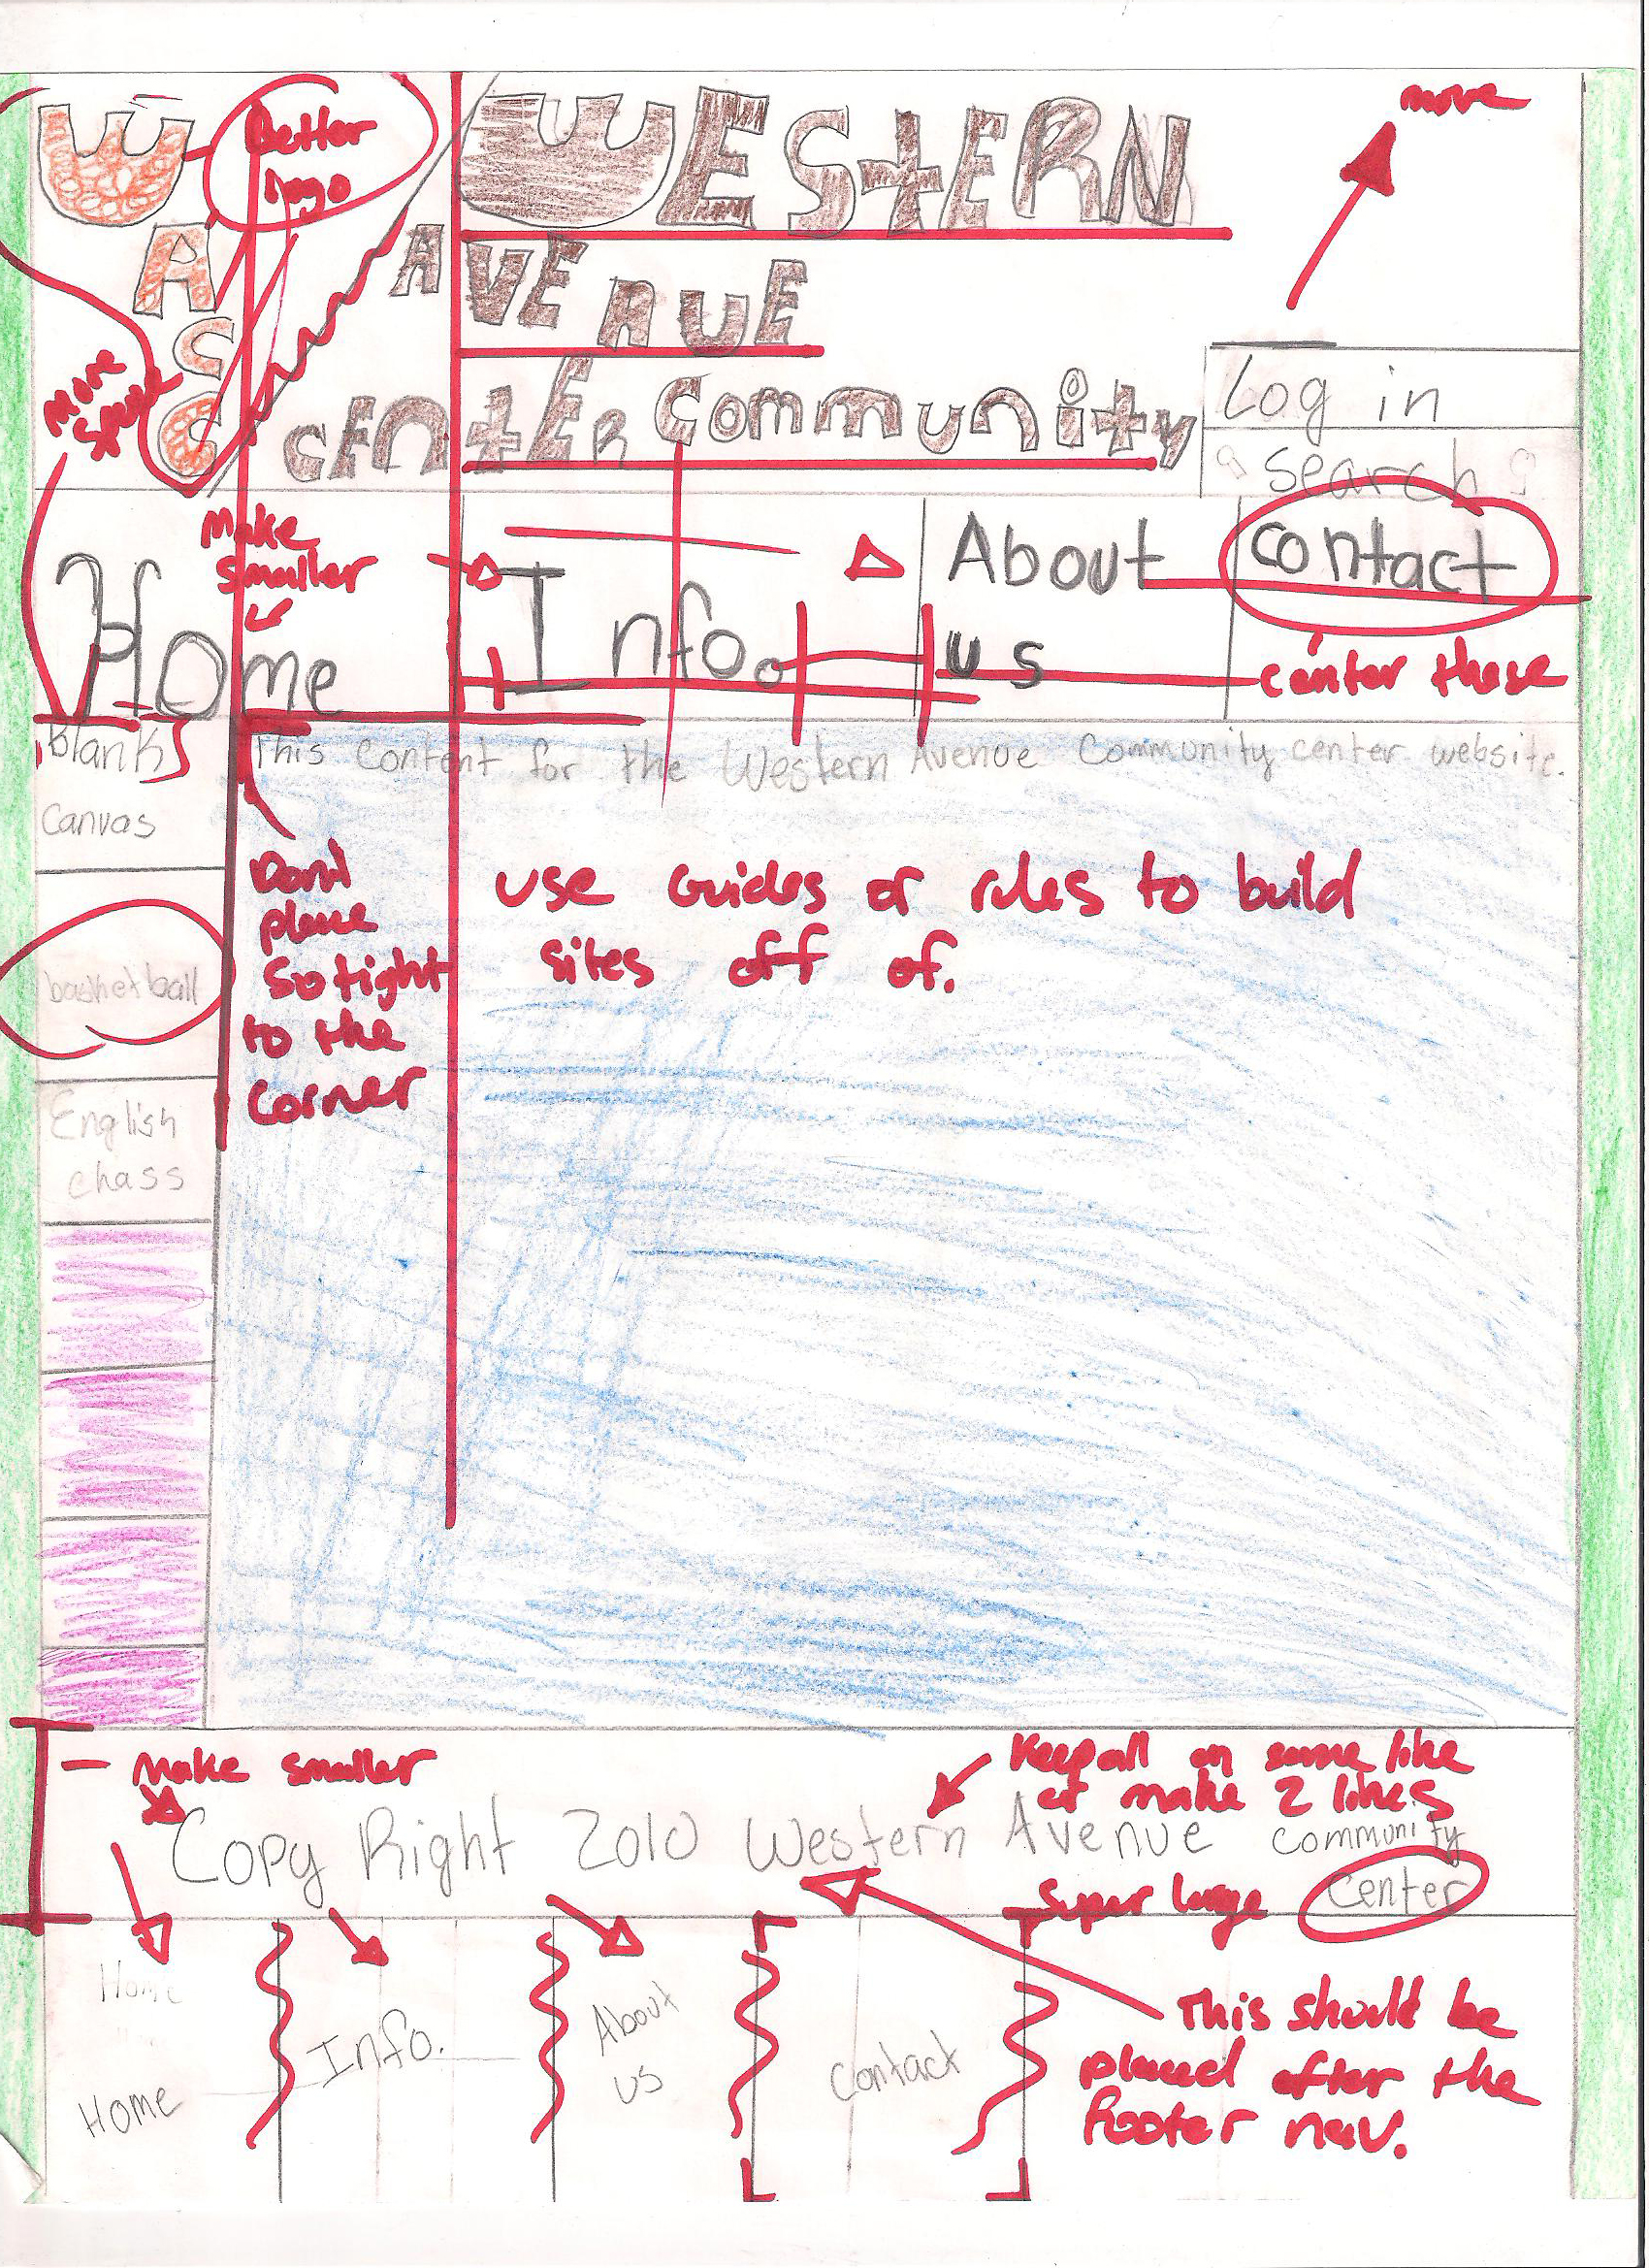 W
A
C
C
Better
logo
WESTERN
AVENUE
CENTER Community
move
More
Space
Log in
search
Make
smaller
Home
Info.
About
us
contact
center these
blank
canvas
basketball
English
chass
This content for the Western Avenue Community center website.
Dont
place
so tight
to the
corner
use Guides or rules to build
sites off of.
Make smaller
Keep all on same like
or make 2 likes
Copy Right 2010 Western Avenue community
center
super large
Home
Home
Info.
About
us
Contact
This should be
placed after the
footer nav.